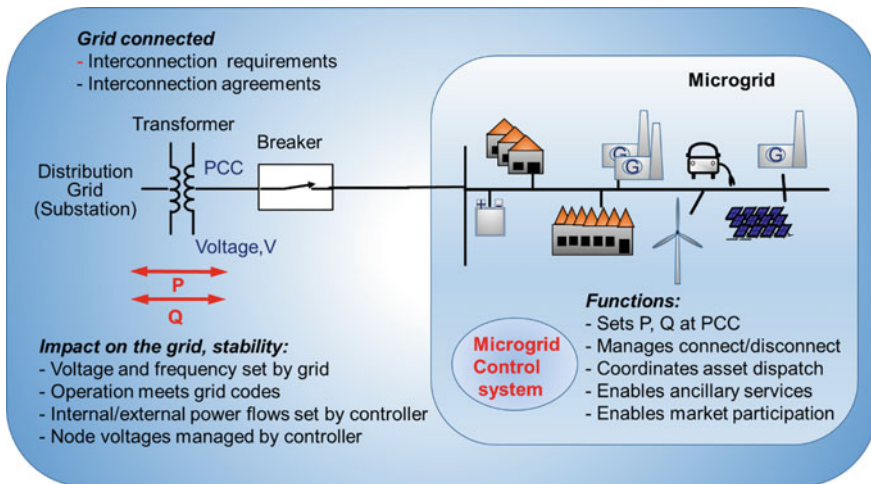 Grid connected
- Interconnection requirements
- Interconnection agreements
Microgrid
Transformer
Breaker
PCC
Distribution
Grid
(Substation)
Voltage,V
P
Q
G
G
G
+ -
Impact on the grid, stability:
- Voltage and frequency set by grid
- Operation meets grid codes
- Internal/external power flows set by controller
- Node voltages managed by controller
Microgrid
Control
system
Functions:
- Sets P, Q at PCC
- Manages connect/disconnect
- Coordinates asset dispatch
- Enables ancillary services
- Enables market participation